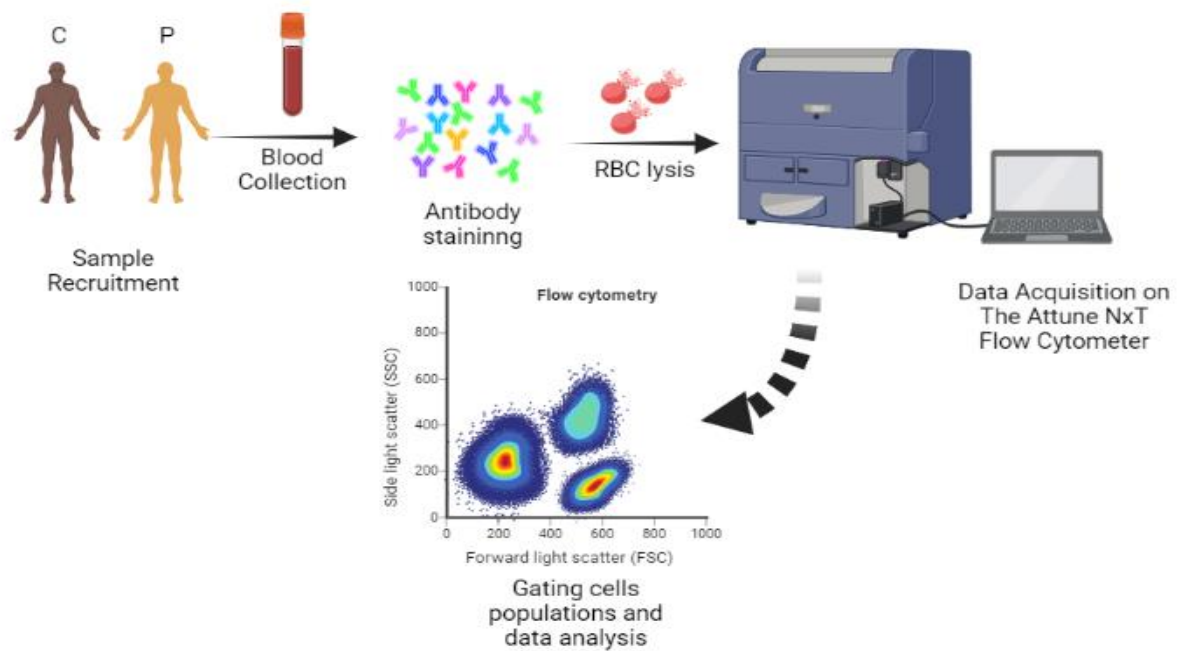 C
P
Blood
Collection
Antibody
staininng
RBC lysis
Sample
Recruitment
Data Acquisition on
The Attune NxT
Flow Cytometer
Flow cytometry
1000
800
600
400
200
0
Side light scatter (SSC)
0 200 400 600 800 1000
Forward light scatter (FSC)
Gating cells
populations and
data analysis